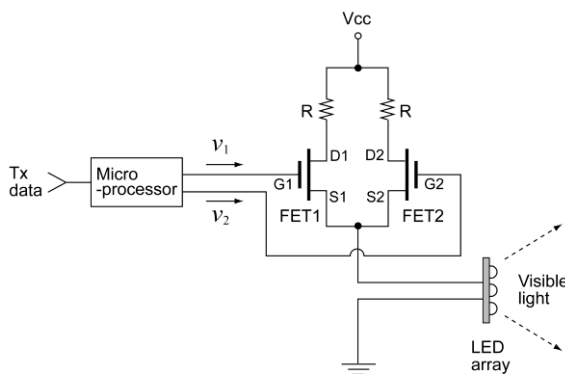 Vcc
R
R
v1
D1
D2
Tx
data
Micro
-processor
G1
G2
S1
S2
v2
FET1
FET2
Visible
light
LED
array